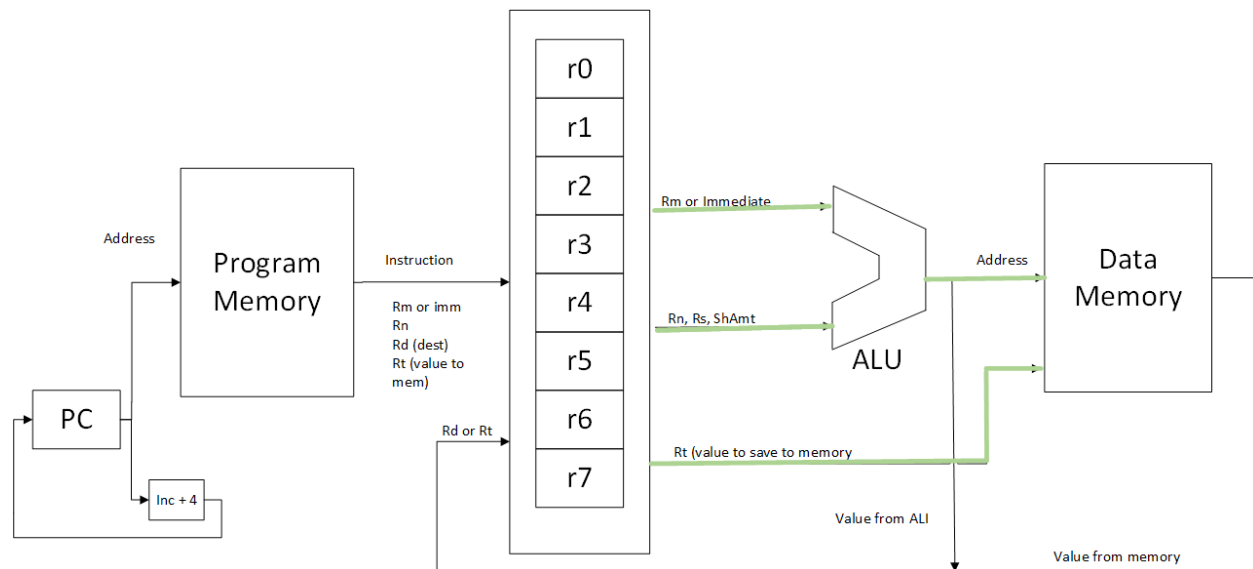 r0
r1
r2
r3
r4
r5
r6
r7
Address
Program
Memory
Instruction
Rm or imm
Rn
Rd (dest)
Rt (value to
mem)
PC
Inc + 4
Rd or Rt
Rm or Immediate
Rn, Rs, ShAmt
ALU
Rt (value to save to memory
Address
Data
Memory
Value from ALI
Value from memory